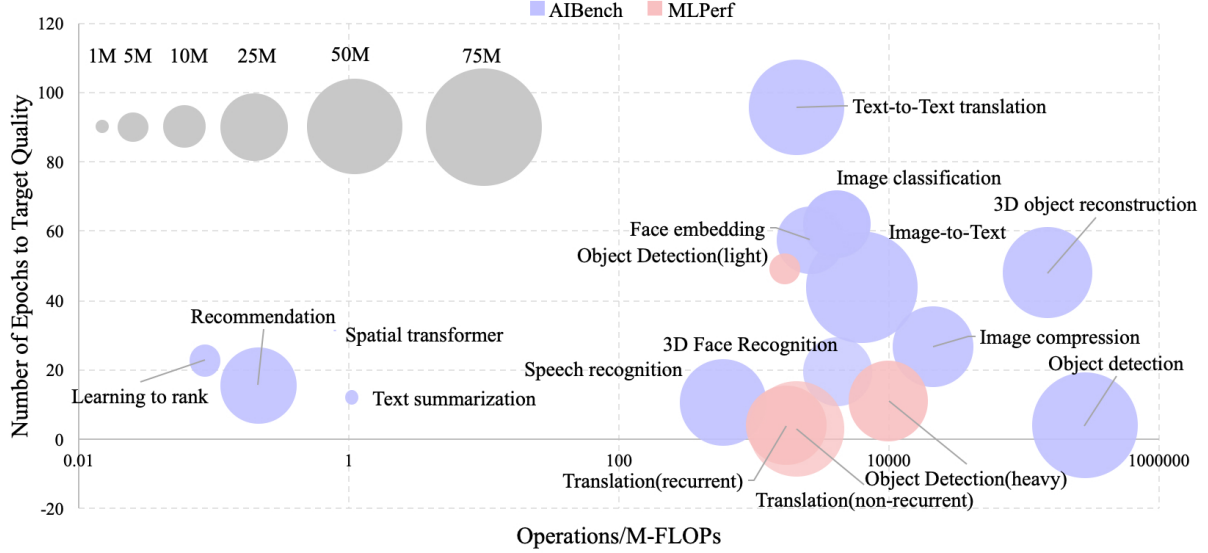 AIBench MLPerf
120
1M 5M 10M 25M 50M 75M
100
Text-to-Text translation
80
Image classification
3D object reconstruction
60
Face embedding
Image-to-Text
Object Detection(light)
40
Recommendation
Spatial transformer
Image compression
3D Face Recognition
Object detection
20
Speech recognition
Learning to rank
Text summarization
0
0.01 1 100 10000 1000000
Translation(recurrent)
Object Detection(heavy)
Translation(non-recurrent)
-20
Number of Epochs to Target Quality
Operations/M-FLOPs